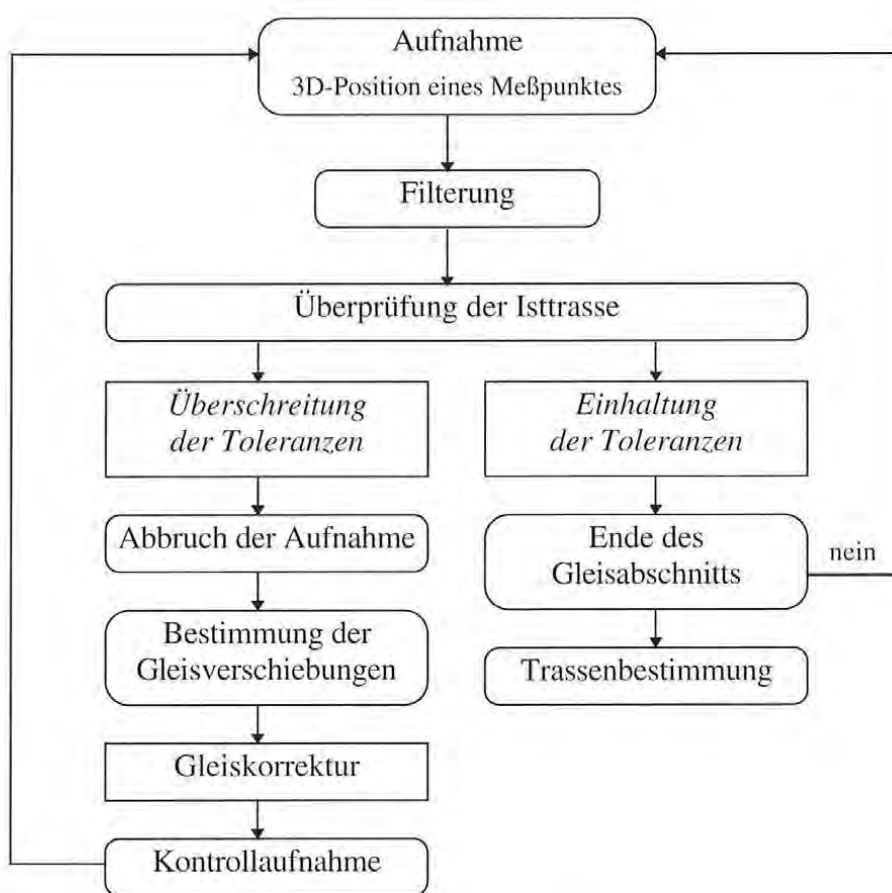 Aufnahme
3D-Position eines Meßpunktes
Filterung
Überprüfung der Isttrasse
Überschreitung
der Toleranzen
Einhaltung
der Toleranzen
Abbruch der Aufnahme
Ende des
Gleisabschnitts
nein
Bestimmung der
Gleisverschiebungen
Trassenbestimmung
Gleiskorrektur
Kontrollaufnahme